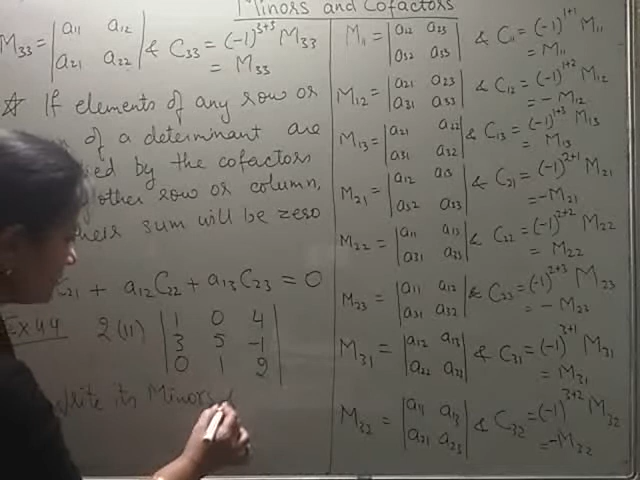 Minors and Cofactors
M33 = | a11 a12 | & C33 = (-1)^3+3 M33
| a21 a22 | = M33
☆ If elements of any row or
of a determinant are
by the cofactors
other row or column,
sum will be zero
C21 + a12C22 + a13C23 = 0
Ex 4.4 2 (ii) | 1 0 4 |
| 3 5 -1 |
| 0 1 2 |
write its Minors
M11 = | a12 a23 | & C11 = (-1)^1+1 M11
| a32 a33 | = M11
M12 = | a21 a23 | & C12 = (-1)^1+2 M12
| a31 a33 | = -M12
M13 = | a21 a22 | & C13 = (-1)^1+3 M13
| a31 a32 | = M13
M21 = | a12 a13 | & C21 = (-1)^2+1 M21
| a32 a33 | = -M21
M22 = | a11 a13 | & C22 = (-1)^2+2 M22
| a31 a33 | = M22
M23 = | a11 a12 | & C23 = (-1)^2+3 M23
| a31 a32 | = -M23
M31 = | a12 a13 | & C31 = (-1)^3+1 M31
| a22 a23 | = M31
M32 = | a11 a13 | & C32 = (-1)^3+2 M32
| a21 a23 | = -M32